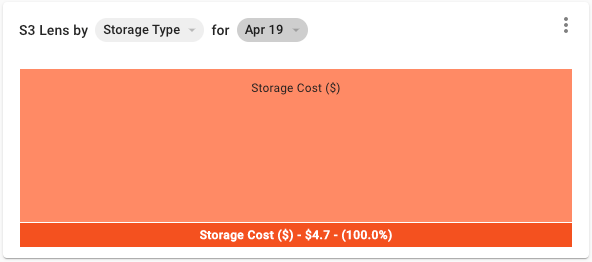 S3 Lens by Storage Type for Apr 19
Storage Cost ($)
Storage Cost ($) - $4.7 - (100.0%)